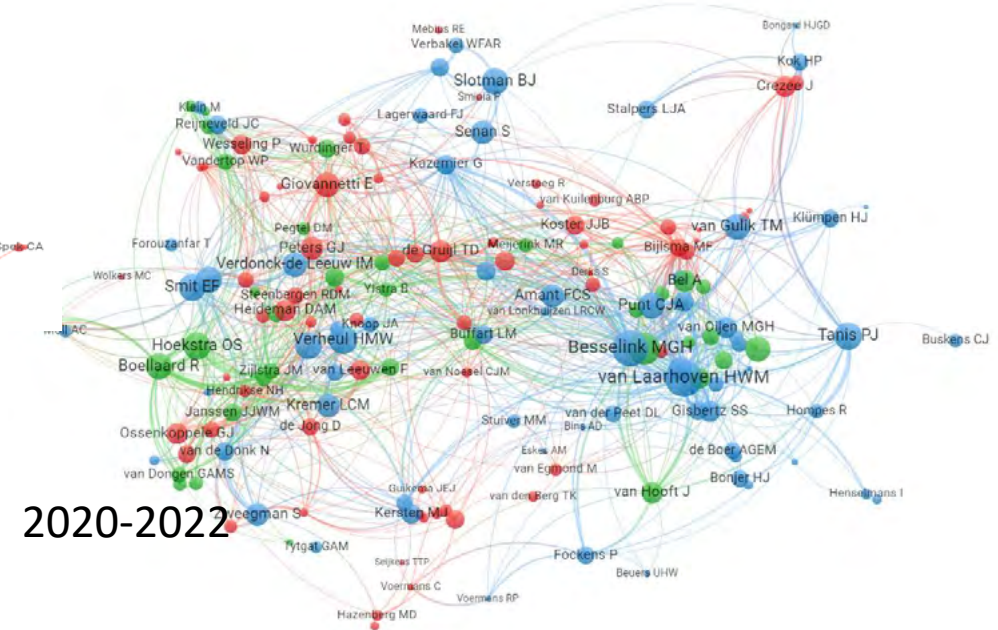 Mebius RE
Bongard HJGD
Verbakel WFAR
Kok HP
Slotman BJ
Crezee J
Smiola P
Klein M
Lagerwaard FJ
Stalpers LJA
Reijneveld JC
Senan S
Wesseling P
Wurdinger T
Vandertop WP
Kazemier G
Giovannetti E
Versteeg R
van Kuilenburg ABP
Pegtel DM
Koster JJB
van Gulik TM
Klümpen HJ
Forouzanfar T
Peters GJ
de Gruijl TD
Meijerink MR
Bijlsma MF
Spek CA
Verdonck-de Leeuw IM
Wolkers MC
Derks S
Bel A
Smit EF
Steenbergen RDM
Ylstra B
Amant FCS
Punt CJA
Heideman DAM
van Lonkhuijzen LRCW
Knoop JA
van Oijen MGH
Buffart LM
Tanis PJ
Verheul HMW
Buskens CJ
Hoekstra OS
Besselink MGH
Boellaard R
Zijlstra JM
van Leeuwen F
van Noesel CJM
van Laarhoven HWM
Hendrikse NH
Janssen JJWM
Kremer LCM
Gisbertz SS
Hompes R
van der Peet DL
Stuiver MM
Bins AD
de Jong D
Ossenkoppele GJ
van de Donk N
Eskes AM
de Boer AGEM
van Egmond M
van Dongen GAMS
Bonjer HJ
Guikema JEJ
van den Berg TK
van Hooft J
Henselmans I
2020-2022
Zweegman S
Kersten MJ
Tytgat GAM
Fockens P
Seijkens TTP
Beuers UHW
Voermans C
Voermans RP
Hazenberg MD